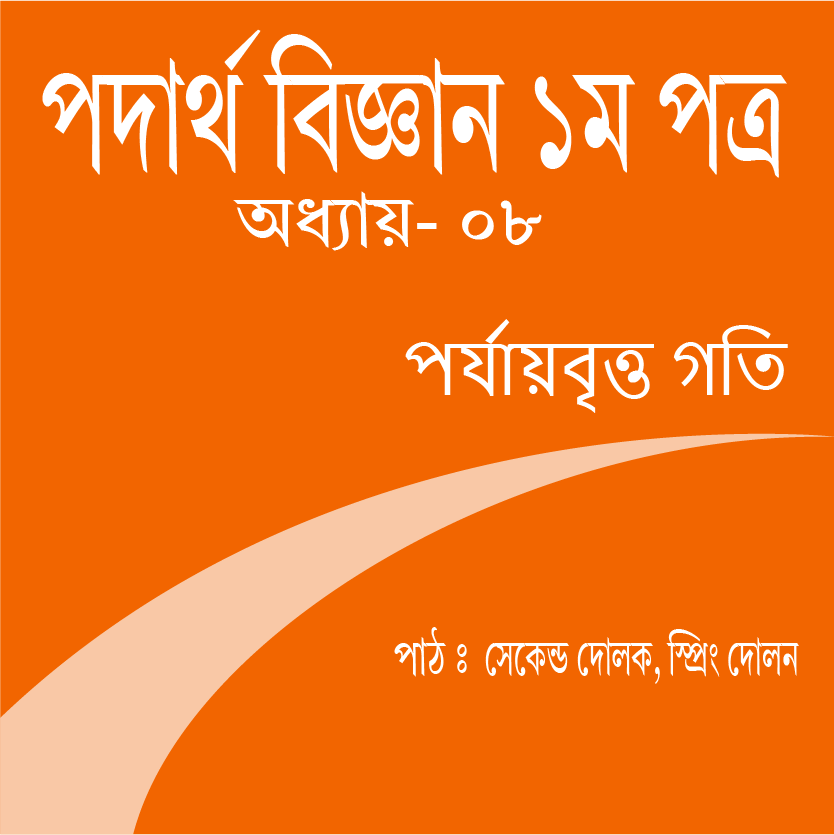 পদার্থ বিজ্ঞান ১ম পত্র
অধ্যায়- ০৮
পর্যায়বৃত্ত গতি
পাঠ ঃ সেকেন্ড দোলক, স্প্রিং দোলন